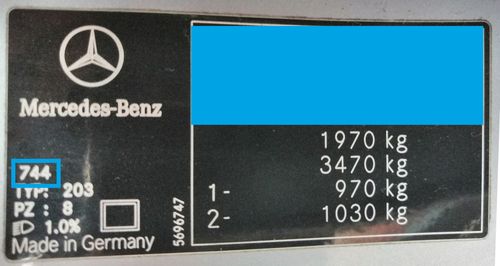 Mercedes-Benz
1970 kg
3470 kg
1- 970 kg
2- 1030 kg
744
TYP: 203
PZ : 8
1.0%
Made in Germany
5696747